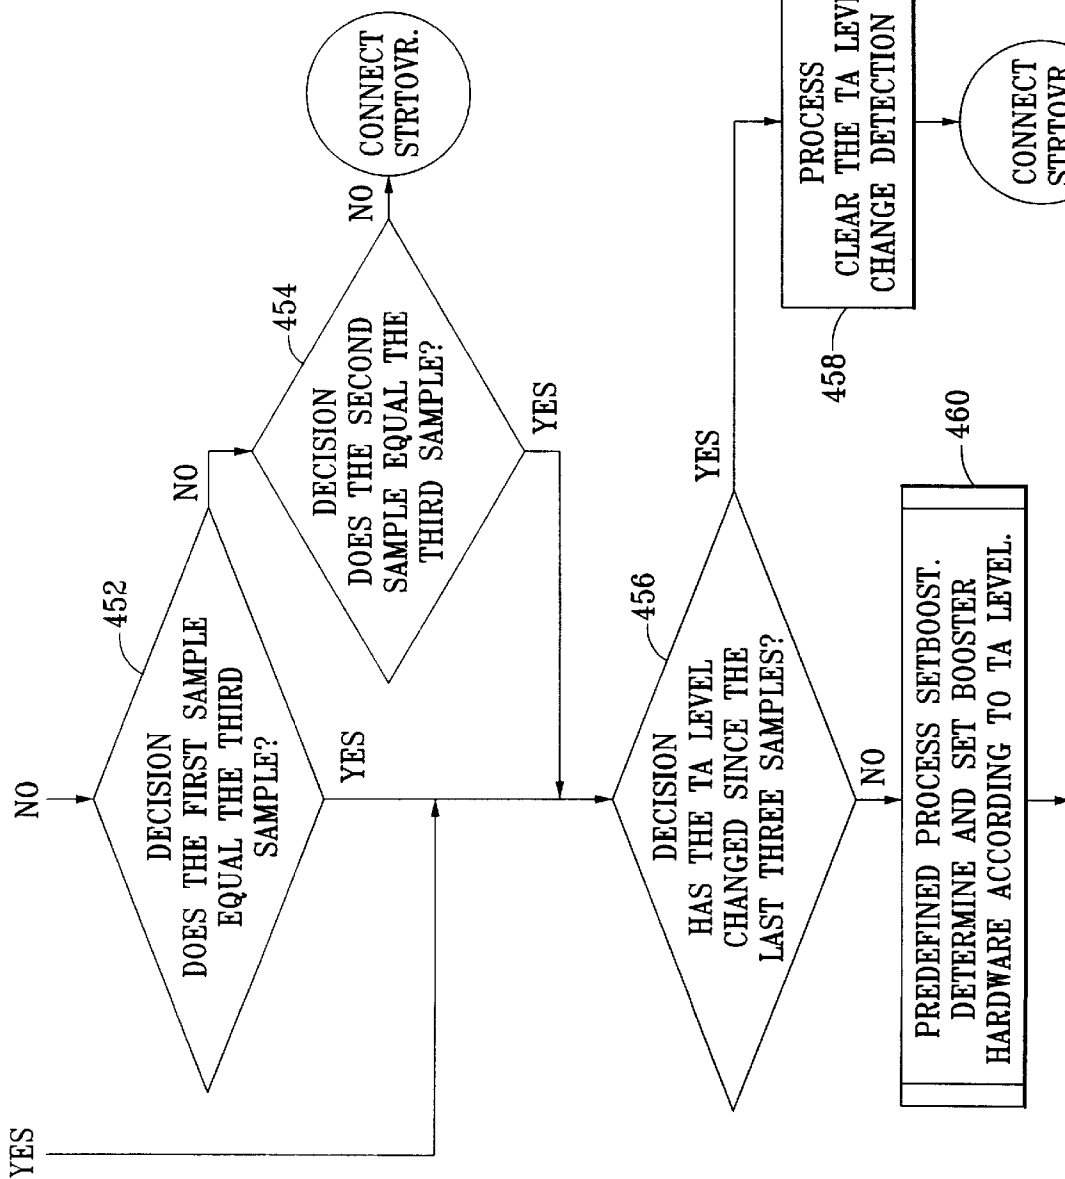 YES
NO
452
DECISION
DOES THE FIRST SAMPLE
EQUAL THE THIRD
SAMPLE?
NO
YES
454
DECISION
DOES THE SECOND
SAMPLE EQUAL THE
THIRD SAMPLE?
NO
YES
CONNECT
STRTOVR.
456
DECISION
HAS THE TA LEVEL
CHANGED SINCE THE
LAST THREE SAMPLES?
YES
NO
458
PROCESS
CLEAR THE TA LEVE
CHANGE DETECTION
CONNECT
STRTOVR
460
PREDEFINED PROCESS SETBOOST.
DETERMINE AND SET BOOSTER
HARDWARE ACCORDING TO TA LEVEL.